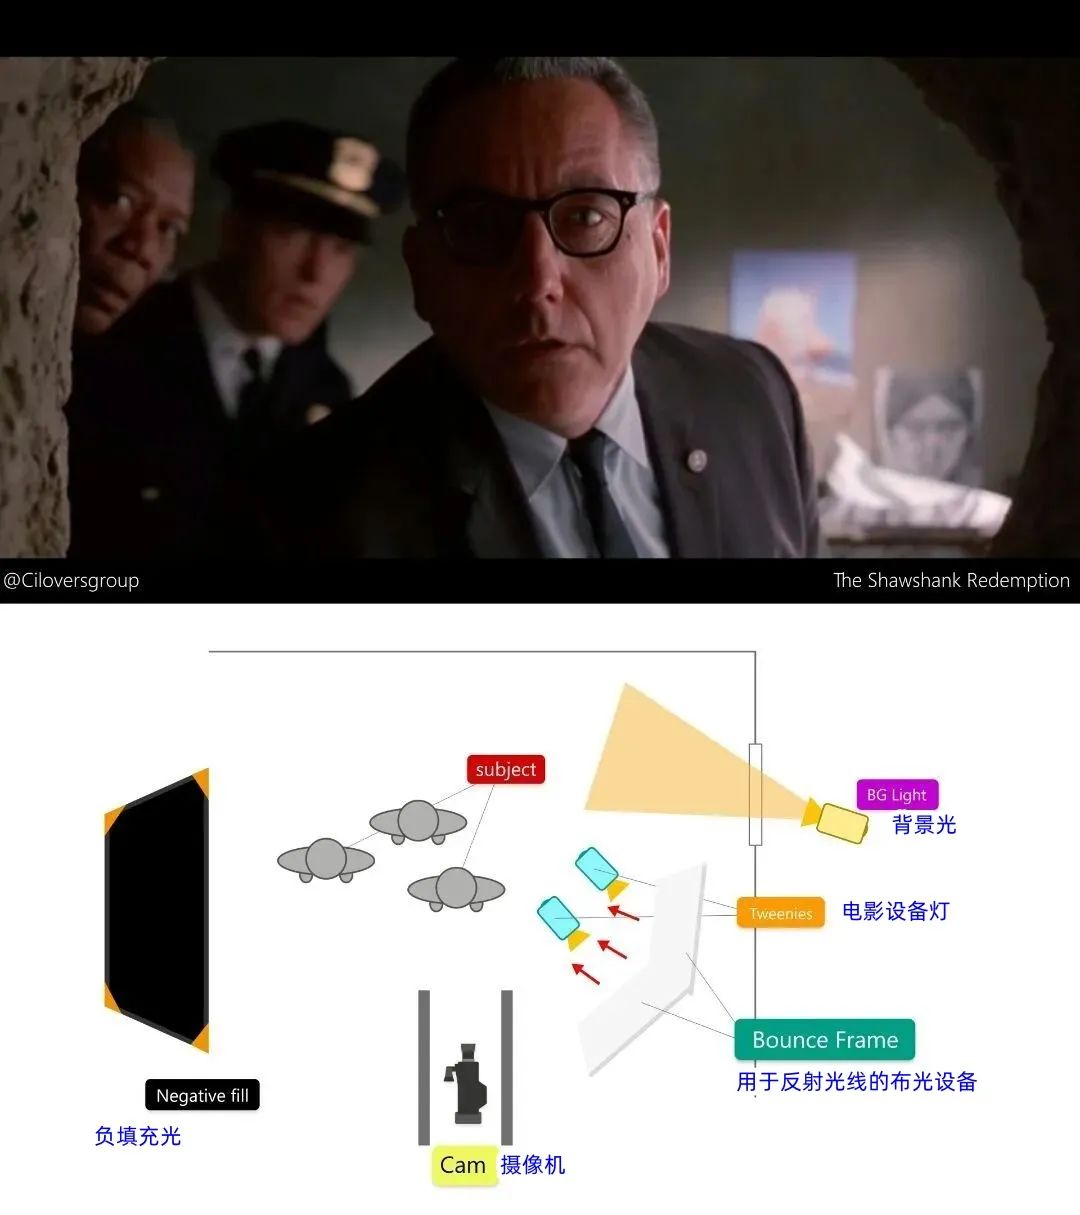 @Ciloversgroup
The Shawshank Redemption
subject
BG Light
背景光
Tweenies
电影设备灯
Bounce Frame
用于反射光线的布光设备
Negative fill
负填充光
Cam
摄像机